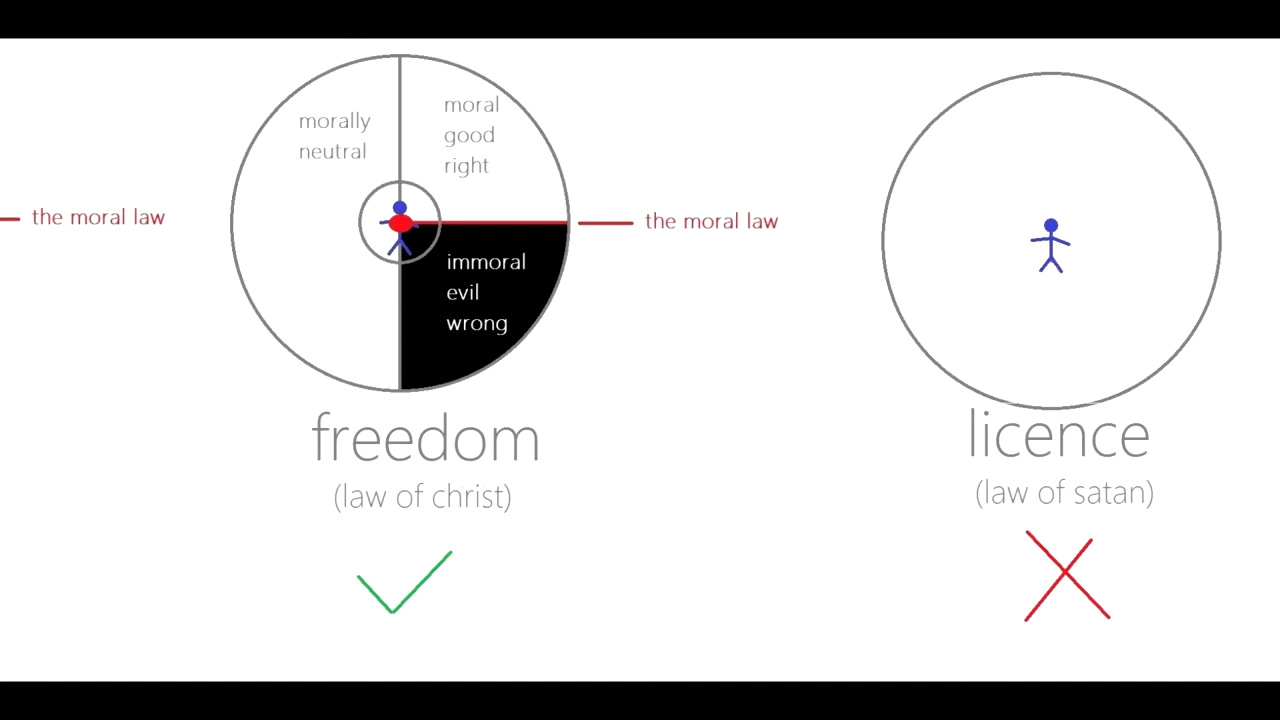 morally
neutral
moral
good
right
the moral law
the moral law
immoral
evil
wrong
freedom
(law of christ)
licence
(law of satan)